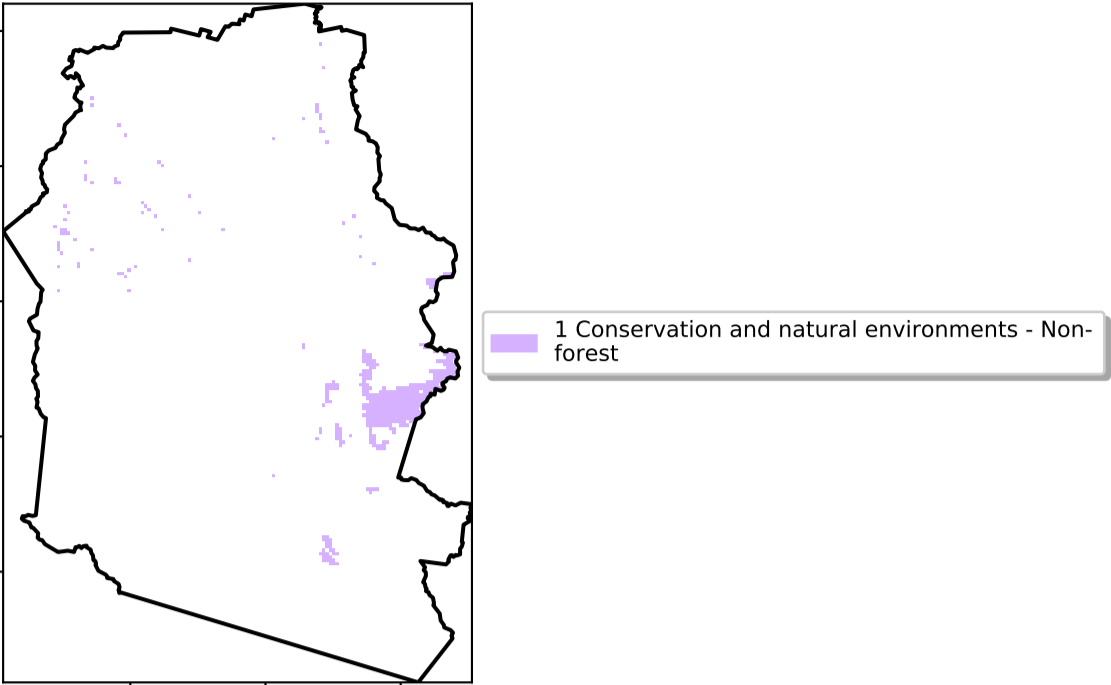 1 Conservation and natural environments - Non-
forest